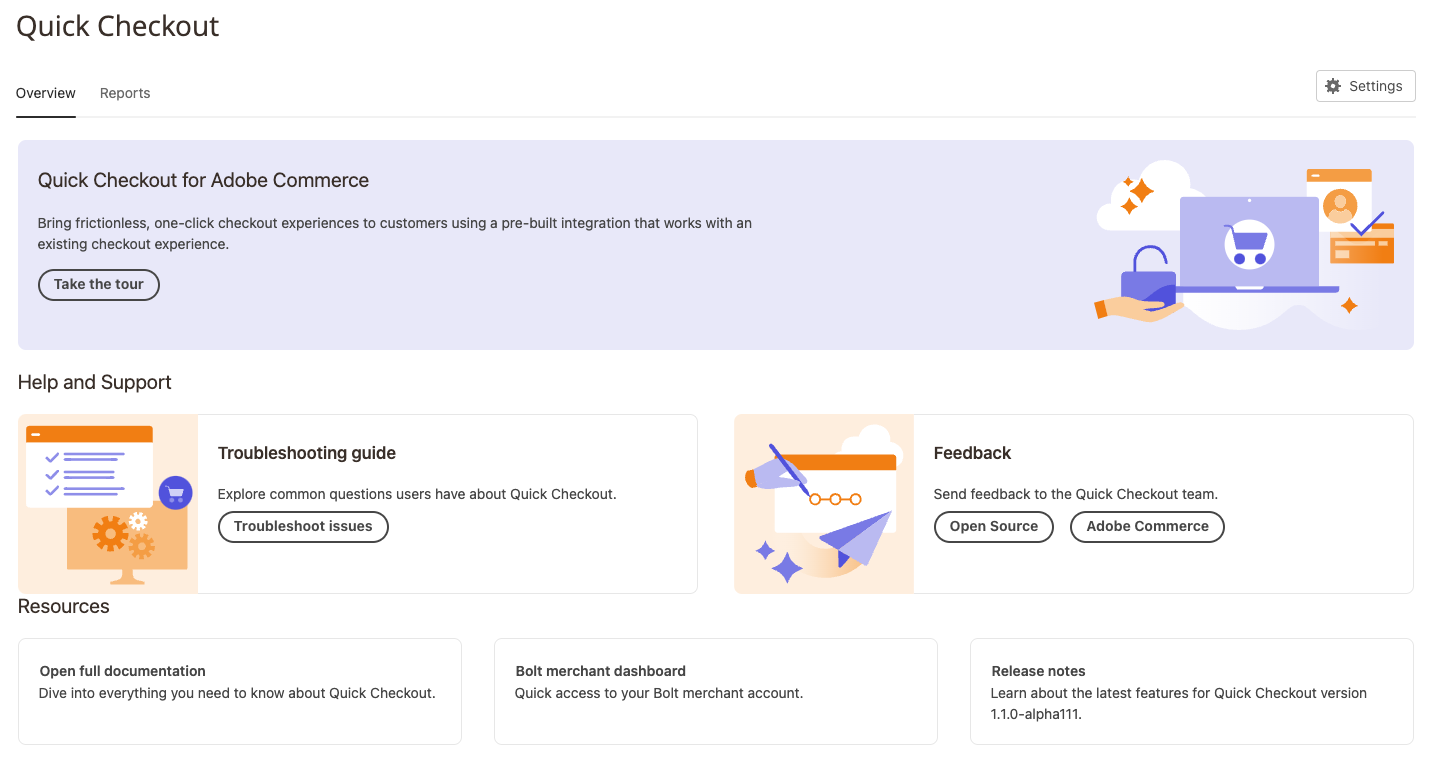 Quick Checkout
Overview
Reports
Settings
Quick Checkout for Adobe Commerce
Bring frictionless, one-click checkout experiences to customers using a pre-built integration that works with an
existing checkout experience.
Take the tour
Help and Support
Troubleshooting guide
Explore common questions users have about Quick Checkout.
Troubleshoot issues
Feedback
Send feedback to the Quick Checkout team.
Open Source
Adobe Commerce
Resources
Open full documentation
Dive into everything you need to know about Quick Checkout.
Bolt merchant dashboard
Quick access to your Bolt merchant account.
Release notes
Learn about the latest features for Quick Checkout version
1.1.0-alpha111.